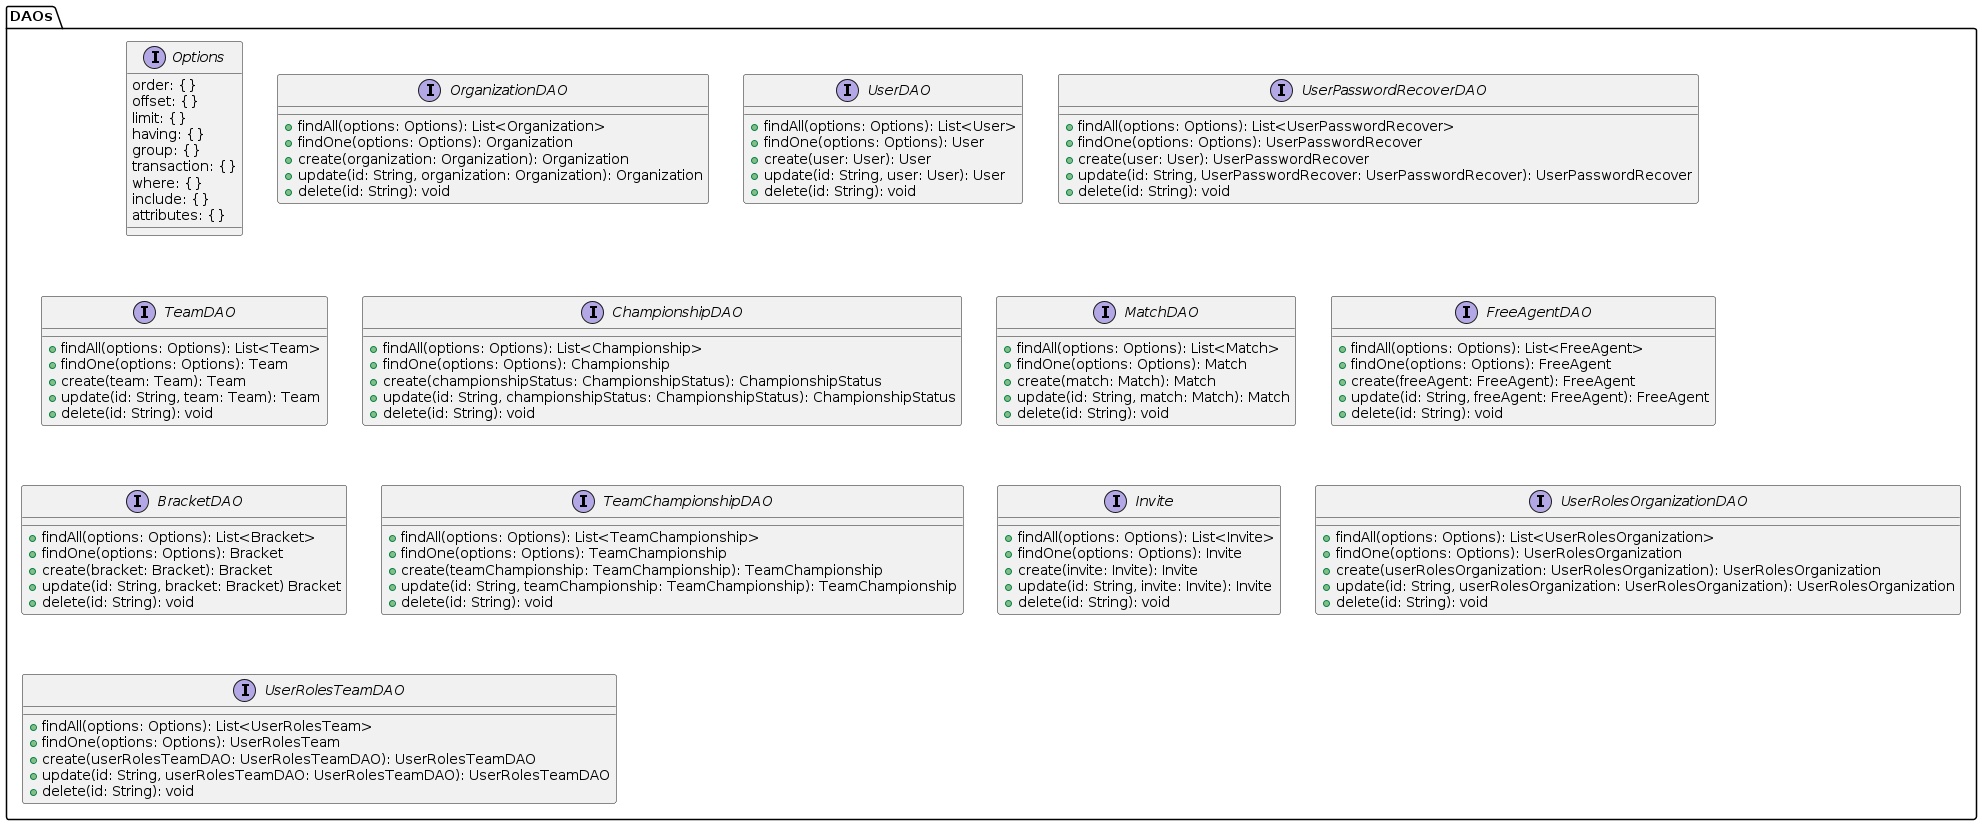 DAOs
I Options
order: {}
offset: {}
limit: {}
having: {}
group: {}
transaction: {}
where: {}
include: {}
attributes: {}
I OrganizationDAO
findAll(options: Options): List<Organization>
findOne(options: Options): Organization
create(organization: Organization): Organization
update(id: String, organization: Organization): Organization
delete(id: String): void
I UserDAO
findAll(options: Options): List<User>
findOne(options: Options): User
create(user: User): User
update(id: String, user: User): User
delete(id: String): void
I UserPasswordRecoverDAO
findAll(options: Options): List<UserPasswordRecover>
findOne(options: Options): UserPasswordRecover
create(user: User): UserPasswordRecover
update(id: String, UserPasswordRecover: UserPasswordRecover): UserPasswordRecover
delete(id: String): void
I TeamDAO
findAll(options: Options): List<Team>
findOne(options: Options): Team
create(team: Team): Team
update(id: String, team: Team): Team
delete(id: String): void
I ChampionshipDAO
findAll(options: Options): List<Championship>
findOne(options: Options): Championship
create(championshipStatus: ChampionshipStatus): ChampionshipStatus
update(id: String, championshipStatus: ChampionshipStatus): ChampionshipStatus
delete(id: String): void
I MatchDAO
findAll(options: Options): List<Match>
findOne(options: Options): Match
create(match: Match): Match
update(id: String, match: Match): Match
delete(id: String): void
I FreeAgentDAO
findAll(options: Options): List<FreeAgent>
findOne(options: Options): FreeAgent
create(freeAgent: FreeAgent): FreeAgent
update(id: String, freeAgent: FreeAgent): FreeAgent
delete(id: String): void
I BracketDAO
findAll(options: Options): List<Bracket>
findOne(options: Options): Bracket
create(bracket: Bracket): Bracket
update(id: String, bracket: Bracket) Bracket
delete(id: String): void
I TeamChampionshipDAO
findAll(options: Options): List<TeamChampionship>
findOne(options: Options): TeamChampionship
create(teamChampionship: TeamChampionship): TeamChampionship
update(id: String, teamChampionship: TeamChampionship): TeamChampionship
delete(id: String): void
I Invite
findAll(options: Options): List<Invite>
findOne(options: Options): Invite
create(invite: Invite): Invite
update(id: String, invite: Invite): Invite
delete(id: String): void
I UserRolesOrganizationDAO
findAll(options: Options): List<UserRolesOrganization>
findOne(options: Options): UserRolesOrganization
create(userRolesOrganization: UserRolesOrganization): UserRolesOrganization
update(id: String, userRolesOrganization: UserRolesOrganization): UserRolesOrganization
delete(id: String): void
I UserRolesTeamDAO
findAll(options: Options): List<UserRolesTeam>
findOne(options: Options): UserRolesTeam
create(userRolesTeamDAO: UserRolesTeamDAO): UserRolesTeamDAO
update(id: String, userRolesTeamDAO: UserRolesTeamDAO): UserRolesTeamDAO
delete(id: String): void